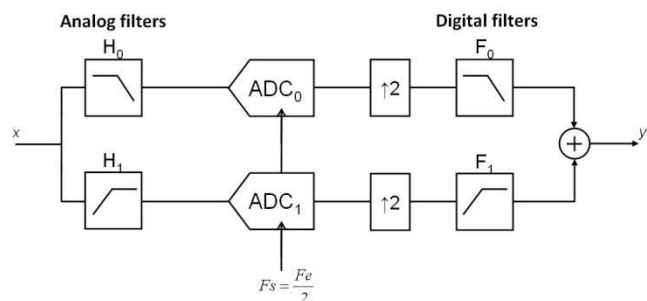 Analog filters
Digital filters
H0
F0
ADC0
↑2
x
+
y
H1
F1
ADC1
↑2
Fs = Fe/2